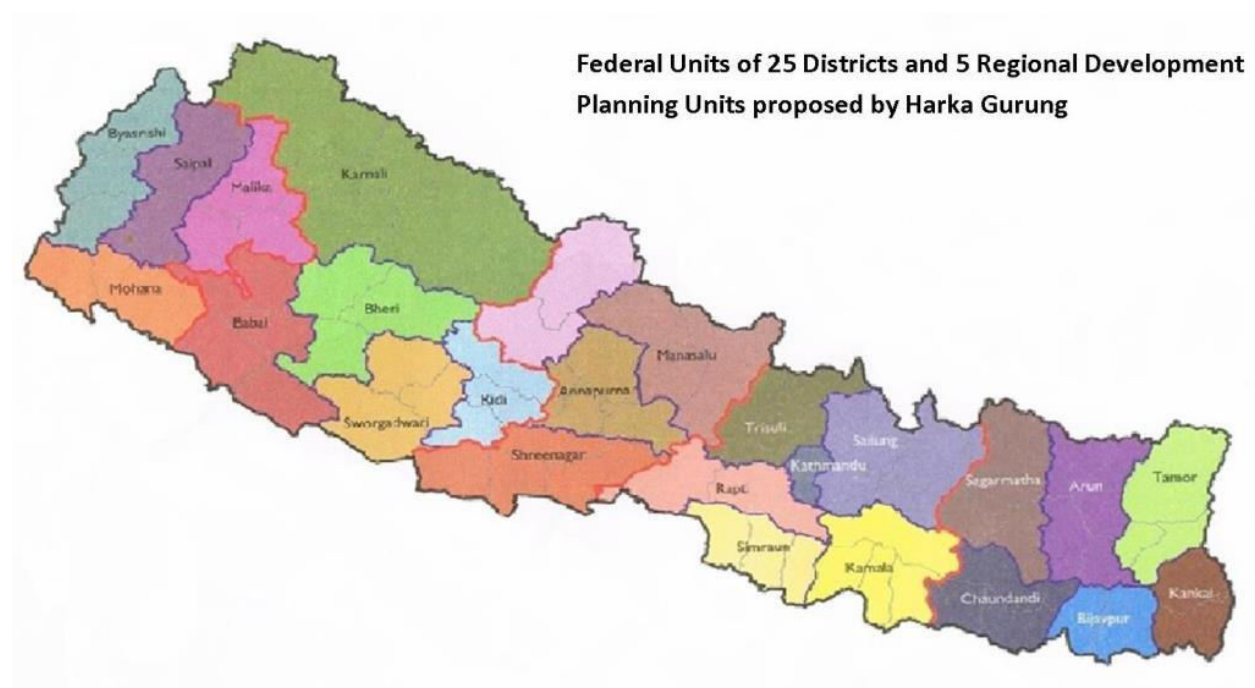 Federal Units of 25 Districts and 5 Regional Development
Planning Units proposed by Harka Gurung
Byasrishi
Saipal
Malika
Karnali
Mohana
Babai
Bheri
Sworgadwari
Kidi
Annapurna
Manasalu
Shreenagar
Trisuli
Sailung
Kathmandu
Rapti
Sagarmatha
Arun
Tamor
Simraun
Kamala
Chaundandi
Bijaypur
Kankai